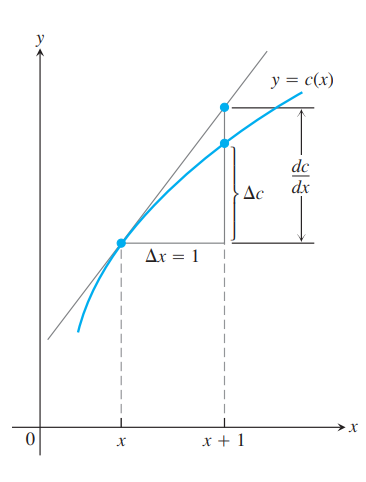 y
y = c(x)
dc
dx
Δc
Δx = 1
0
x
x + 1
x